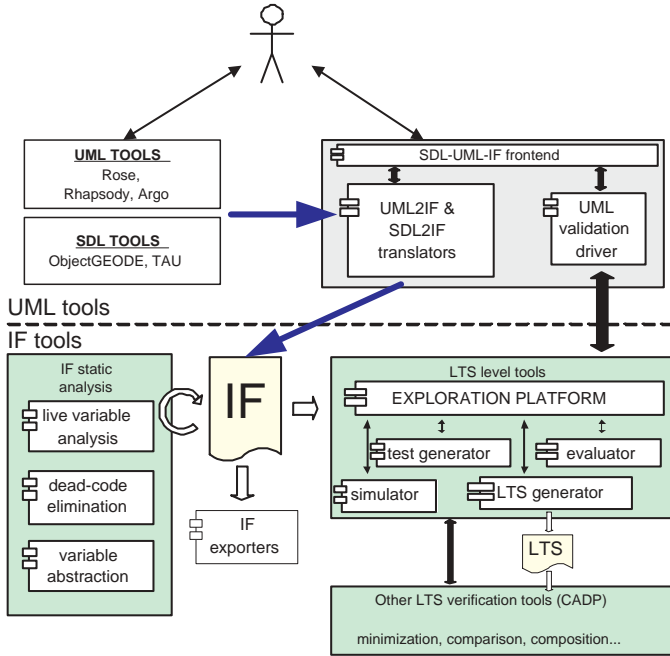 UML TOOLS
Rose,
Rhapsody, Argo
SDL TOOLS
ObjectGEODE, TAU
SDL-UML-IF frontend
UML2IF &
SDL2IF
translators
UML
validation
driver
UML tools
IF tools
IF static
analysis
live variable
analysis
dead-code
elimination
variable
abstraction
IF
IF
exporters
LTS level tools
EXPLORATION PLATFORM
test generator
evaluator
simulator
LTS generator
LTS
Other LTS verification tools (CADP)
minimization, comparison, composition...